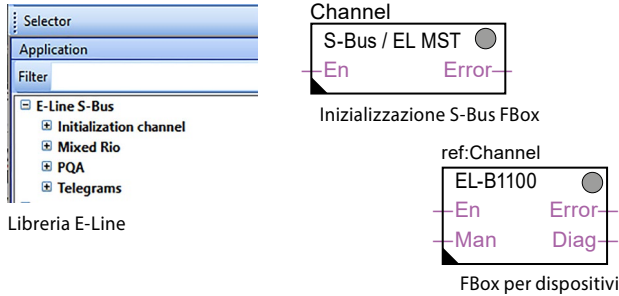 Selector
Application
Filter
E-Line S-Bus
Initialization channel
Mixed Rio
PQA
Telegrams
Libreria E-Line
Channel
S-Bus / EL MST
En Error
Inizializzazione S-Bus FBox
ref:Channel
EL-B1100
En Error
Man Diag
FBox per dispositivi